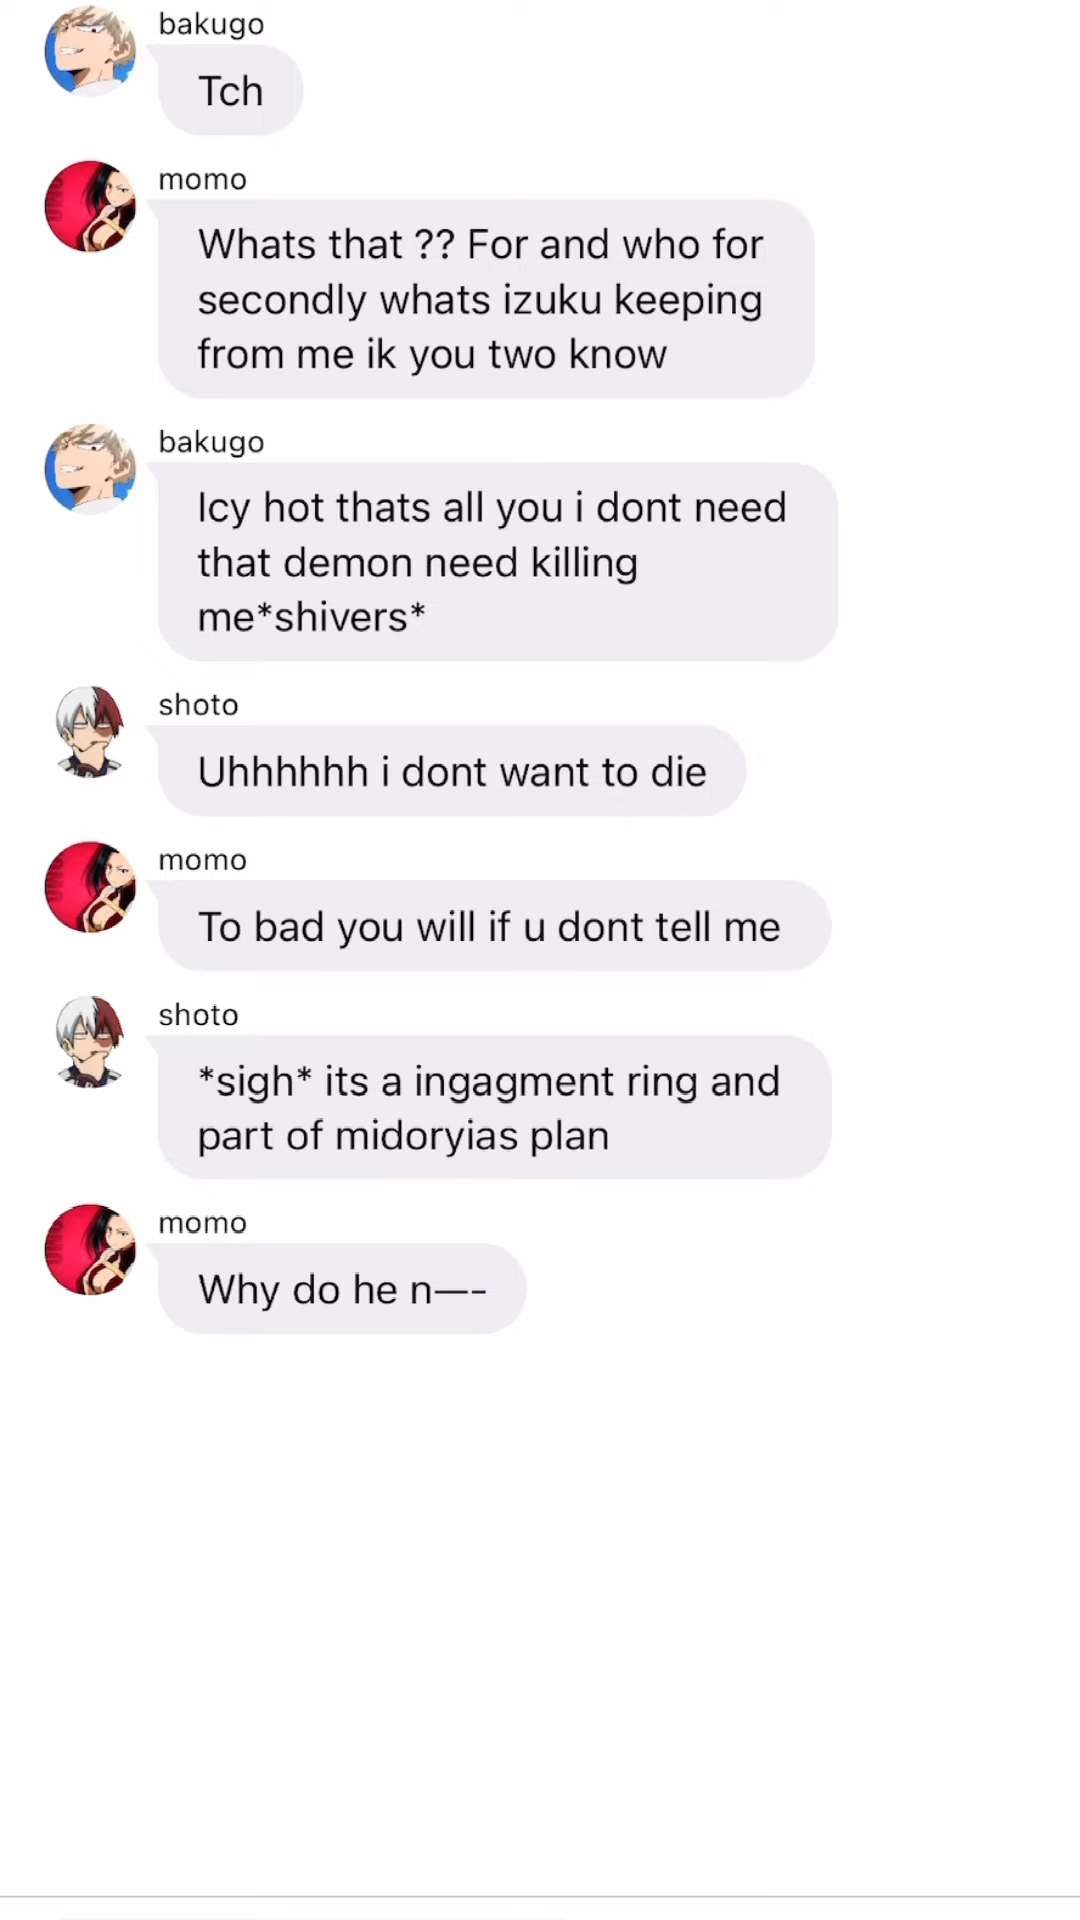 bakugo
Tch
momo
Whats that ?? For and who for
secondly whats izuku keeping
from me ik you two know
bakugo
Icy hot thats all you i dont need
that demon need killing
me*shivers*
shoto
Uhhhhhh i dont want to die
momo
To bad you will if u dont tell me
shoto
*sigh* its a ingagment ring and
part of midoryias plan
momo
Why do he n—-